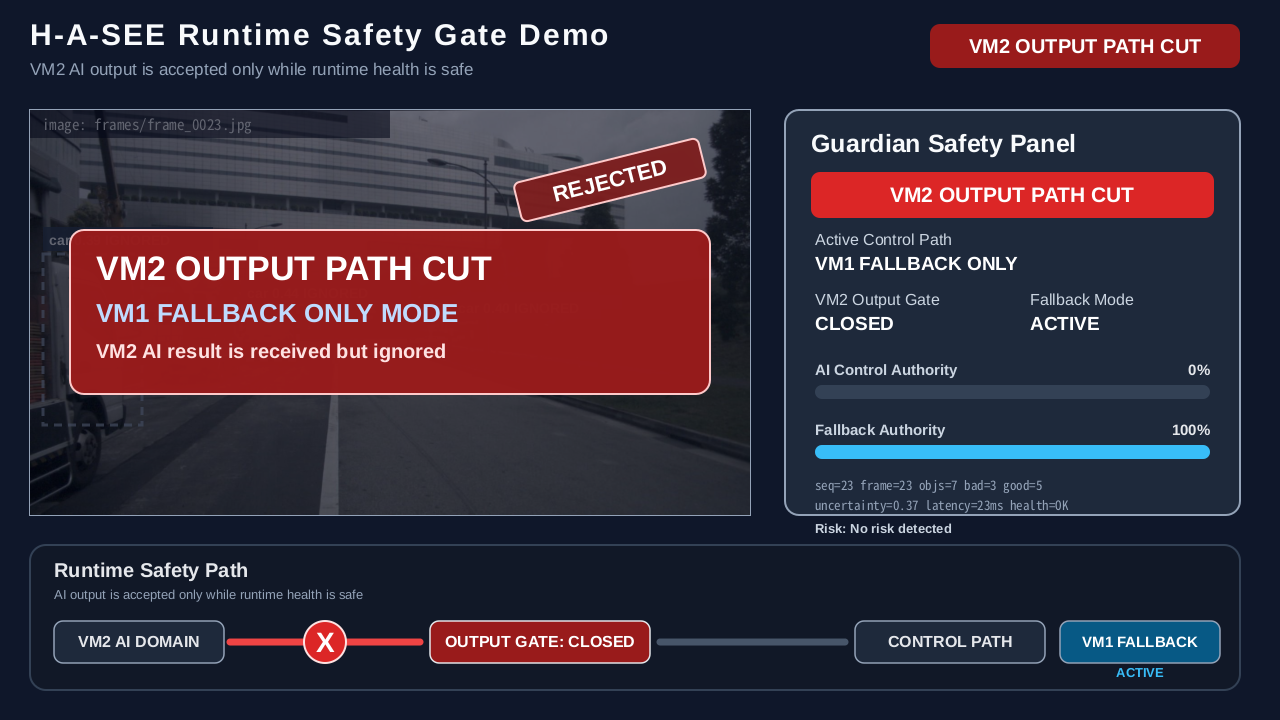 H-A-SEE Runtime Safety Gate Demo
VM2 AI output is accepted only while runtime health is safe
VM2 OUTPUT PATH CUT
image: frames/frame_0023.jpg
REJECTED
car
VM2 OUTPUT PATH CUT
VM1 FALLBACK ONLY MODE
VM2 AI result is received but ignored
Guardian Safety Panel
VM2 OUTPUT PATH CUT
Active Control Path
VM1 FALLBACK ONLY
VM2 Output Gate
CLOSED
Fallback Mode
ACTIVE
AI Control Authority 0%
Fallback Authority 100%
seq=23 frame=23 objs=7 bad=3 good=5
uncertainty=0.37 latency=23ms health=OK
Risk: No risk detected
Runtime Safety Path
AI output is accepted only while runtime health is safe
VM2 AI DOMAIN
X
OUTPUT GATE: CLOSED
CONTROL PATH
VM1 FALLBACK
ACTIVE